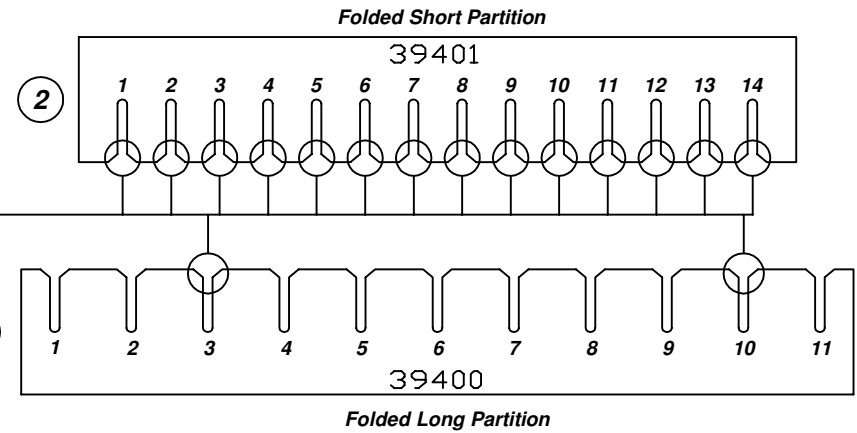 Folded Short Partition
39401
1 2 3 4 5 6 7 8 9 10 11 12 13 14
2
1 2 3 4 5 6 7 8 9 10 11
39400
Folded Long Partition